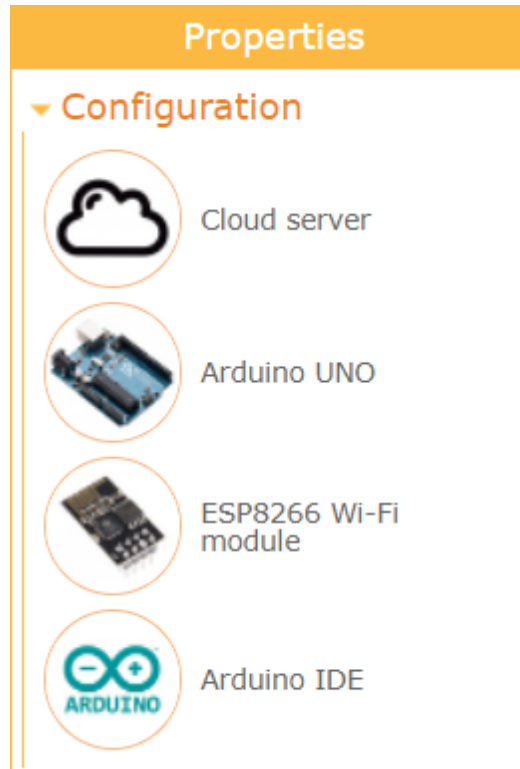 Properties
Configuration
Cloud server
Arduino UNO
ESP8266 Wi-Fi
module
ARDUINO
Arduino IDE